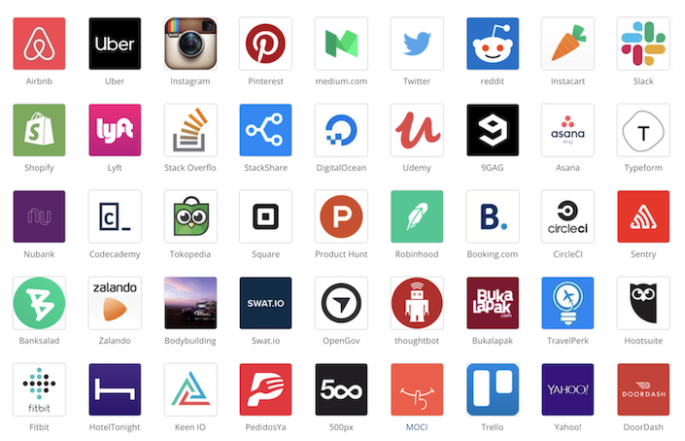 Uber
Airbnb
Uber
Instagram
Pinterest
medium.com
Twitter
reddit
Instacart
Slack
lyft
asana
eng
T
Shopify
Lyft
Stack Overflo
StackShare
DigitalOcean
Udemy
9GAG
Asana
Typeform
nu
C_
P
B.
circleci
Nubank
Codecademy
Tokopedia
Square
Product Hunt
Robinhood
Booking.com
CircleCI
Sentry
zalando
SWAT.IO
BukaLapak
.com
Banksalad
Zalando
Bodybuilding
Swat.io
OpenGov
thoughtbot
Bukalapak
TravelPerk
Hootsuite
fitbit
500
YAHOO!
DOORDASH
Fitbit
HotelTonight
Keen IO
PedidosYa
500px
MOCI
Trello
Yahoo!
DoorDash